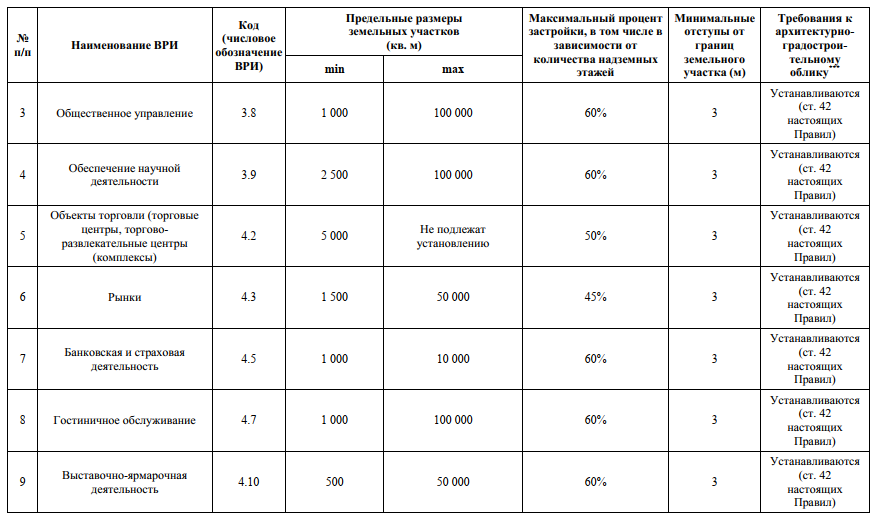 №
п/п
Наименование ВРИ
Код
(числовое
обозначение
ВРИ)
Предельные размеры
земельных участков
(кв. м)
min
max
Максимальный процент
застройки, в том числе в
зависимости от
количества надземных
этажей
Минимальные
отступы от
границ
земельного
участка (м)
Требования к
архитектурно-
градострои-
тельному
облику***
3
Общественное управление
3.8
1 000
100 000
60%
3
Устанавливаются
(ст. 42
настоящих
Правил)
4
Обеспечение научной
деятельности
3.9
2 500
100 000
60%
3
Устанавливаются
(ст. 42
настоящих
Правил)
5
Объекты торговли (торговые
центры, торгово-
развлекательные центры
(комплексы)
4.2
5 000
Не подлежат
установлению
50%
3
Устанавливаются
(ст. 42
настоящих
Правил)
6
Рынки
4.3
1 500
50 000
45%
3
Устанавливаются
(ст. 42
настоящих
Правил)
7
Банковская и страховая
деятельность
4.5
1 000
10 000
60%
3
Устанавливаются
(ст. 42
настоящих
Правил)
8
Гостиничное обслуживание
4.7
1 000
100 000
60%
3
Устанавливаются
(ст. 42
настоящих
Правил)
9
Выставочно-ярмарочная
деятельность
4.10
500
50 000
60%
3
Устанавливаются
(ст. 42
настоящих
Правил)